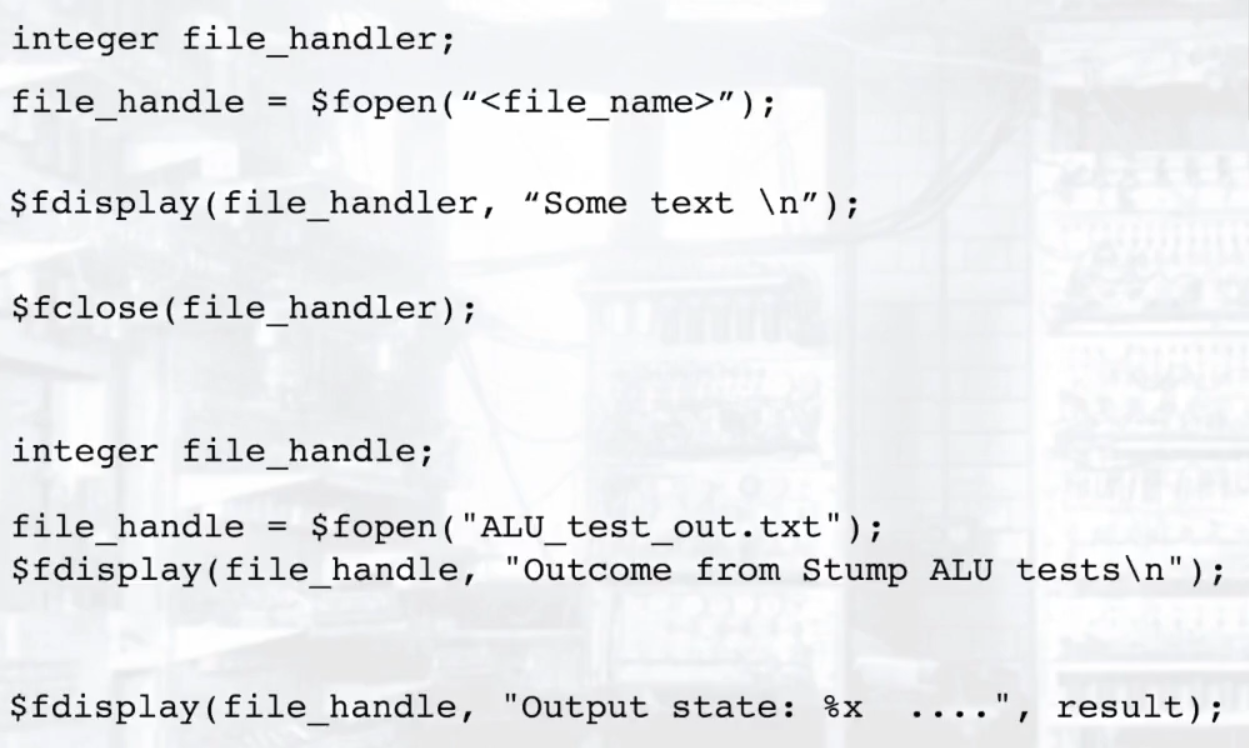 integer file_handler;
file_handle = $fopen(“<file_name>”);
$fdisplay(file_handler, “Some text \n”);
$fclose(file_handler);
integer file_handle;
file_handle = $fopen("ALU_test_out.txt");
$fdisplay(file_handle, "Outcome from Stump ALU tests\n");
$fdisplay(file_handle, "Output state: %x  ....", result);